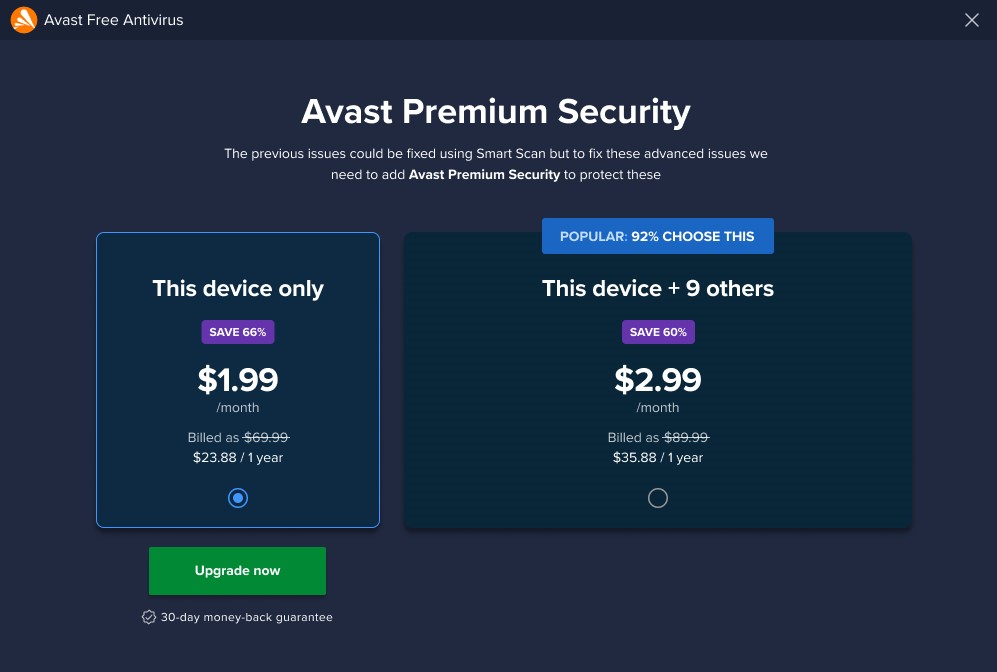 Avast Free Antivirus
Avast Premium Security
The previous issues could be fixed using Smart Scan but to fix these advanced issues we
need to add Avast Premium Security to protect these
This device only
SAVE 66%
$1.99
/month
Billed as $69.99
$23.88 / 1 year
POPULAR: 92% CHOOSE THIS
This device + 9 others
SAVE 60%
$2.99
/month
Billed as $89.99
$35.88 / 1 year
Upgrade now
30-day money-back guarantee